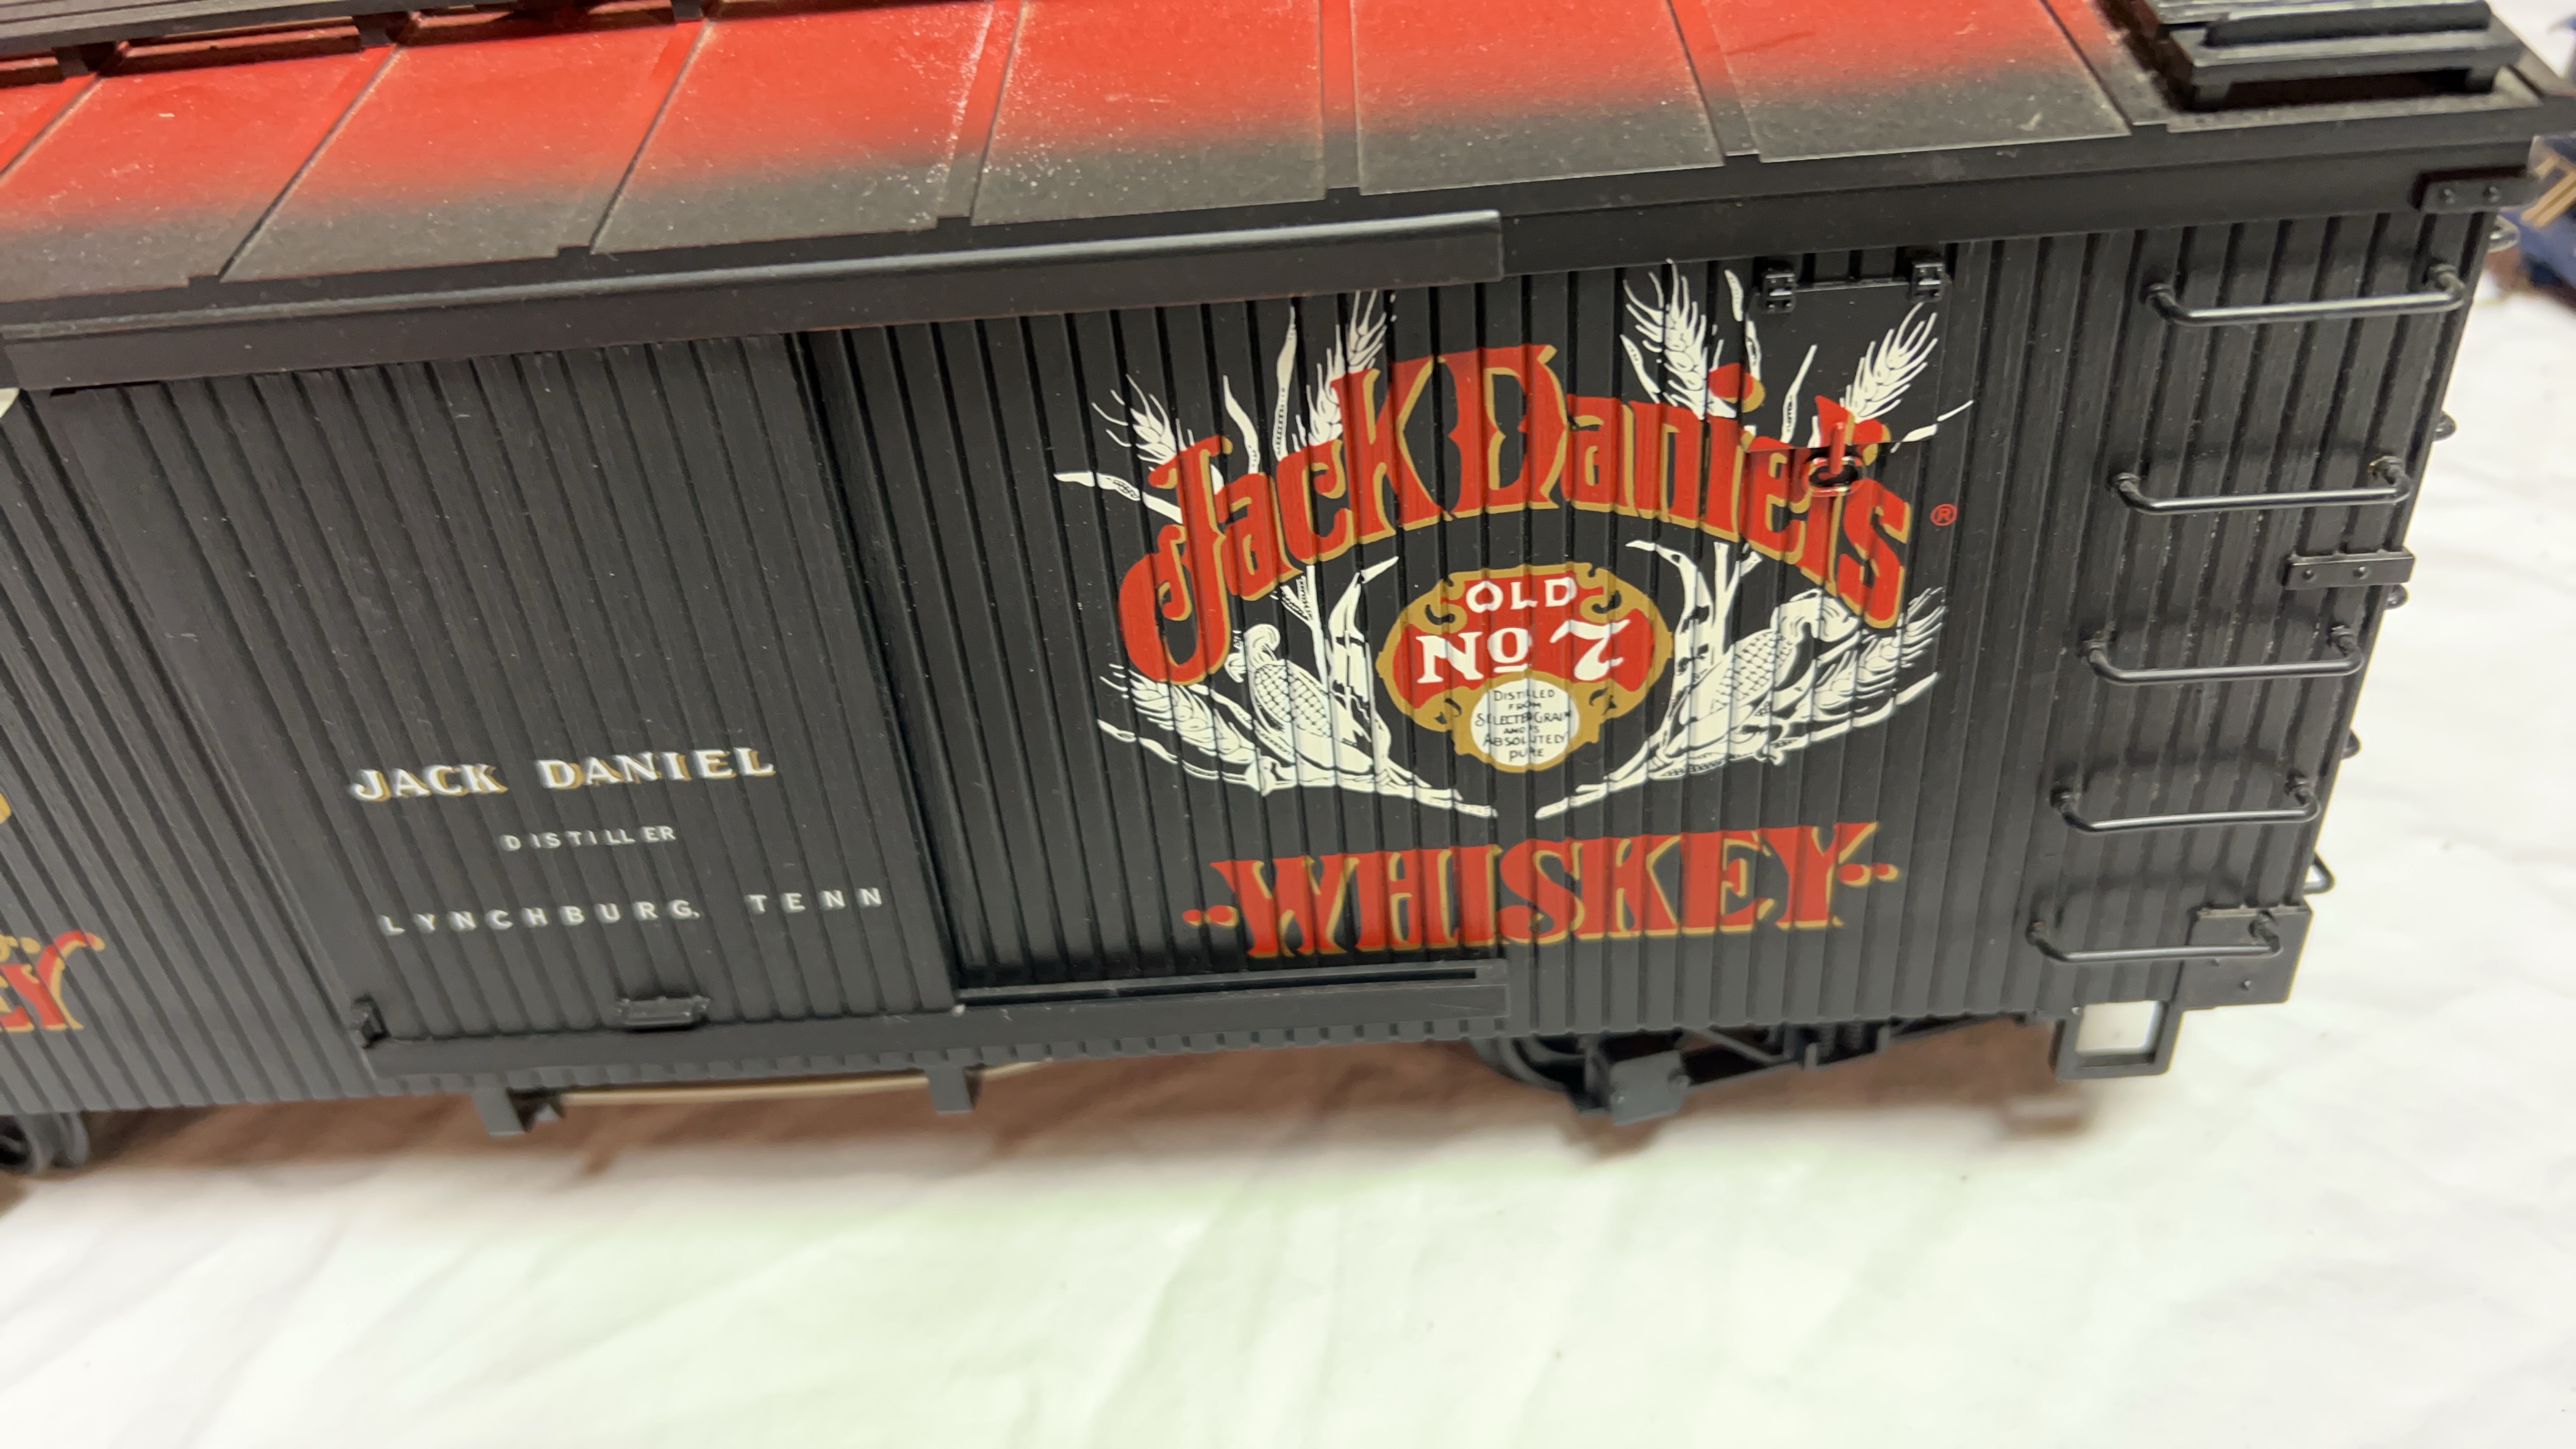 JACK DANIEL
DISTILLER
LYNCHBURG, TENN
Jack Daniel's ®
OLD
No 7
DISTILLED
FROM
SELECTED GRAIN
AND IS
ABSOLUTELY
PURE
WHISKEY